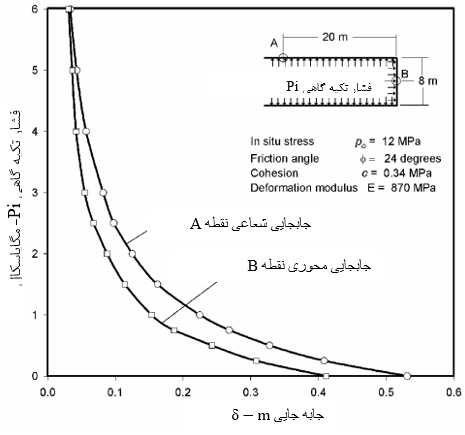 6
5
4
3
2
1
0
0.0 0.1 0.2 0.3 0.4 0.5 0.6
فشار تکیه گاهی Pi- مگاپاسکال
جابه جایی δ – m
A
20 m
فشار تکیه گاهی Pi
B
8 m
In situ stress pₒ = 12 MPa
Friction angle ϕ = 24 degrees
Cohesion c = 0.34 MPa
Deformation modulus E = 870 MPa
جابجایی شعاعی نقطه A
جابجایی محوری نقطه B